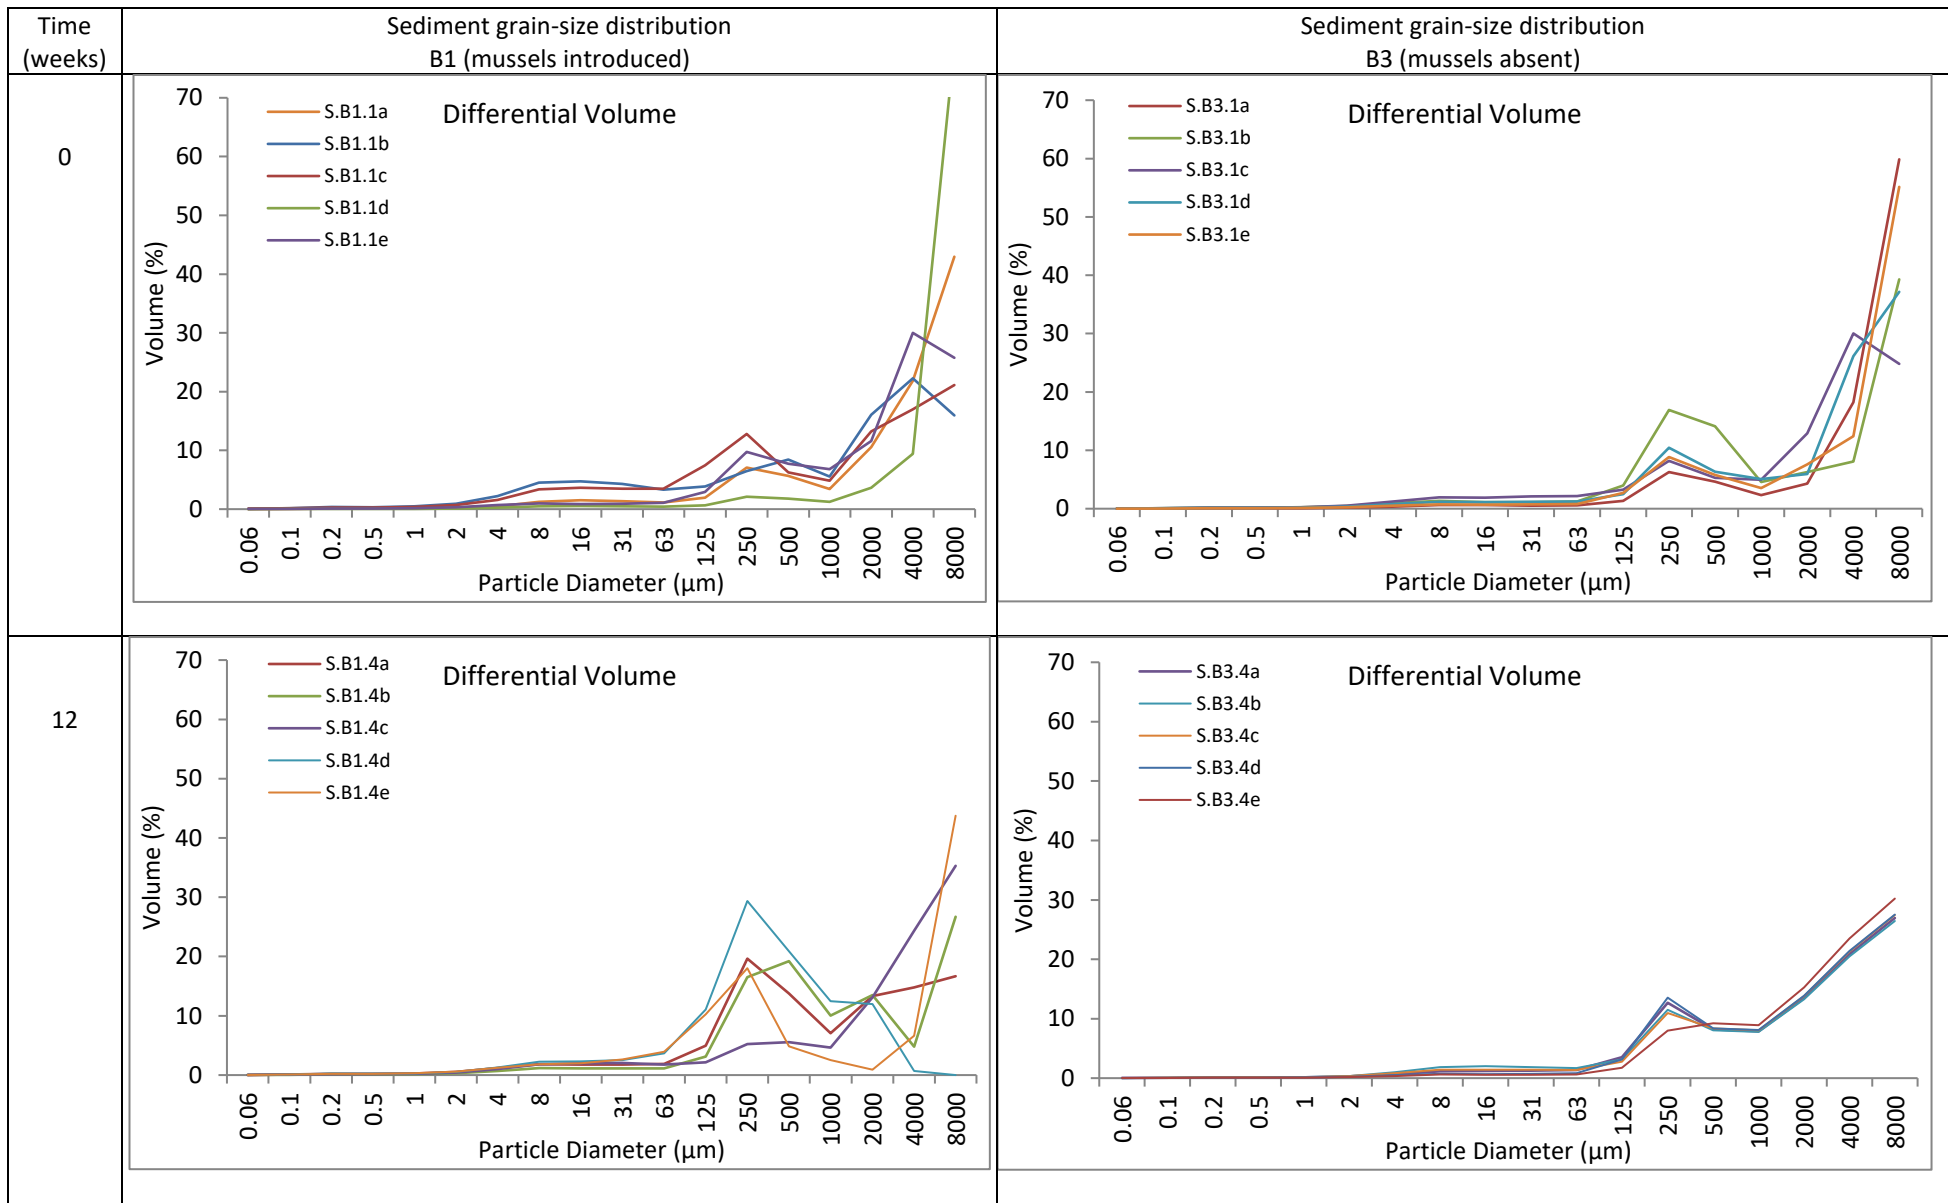 Time
(weeks)
Sediment grain-size distribution
B1 (mussels introduced)
Sediment grain-size distribution
B3 (mussels absent)
0
Differential Volume
S.B1.1a
S.B1.1b
S.B1.1c
S.B1.1d
S.B1.1e
Volume (%)
70
60
50
40
30
20
10
0
0.06
0.1
0.2
0.5
1
2
4
8
16
31
63
125
250
500
1000
2000
4000
8000
Particle Diameter (µm)
Differential Volume
S.B3.1a
S.B3.1b
S.B3.1c
S.B3.1d
S.B3.1e
Volume (%)
70
60
50
40
30
20
10
0
0.06
0.1
0.2
0.5
1
2
4
8
16
31
63
125
250
500
1000
2000
4000
8000
Particle Diameter (µm)
12
Differential Volume
S.B1.4a
S.B1.4b
S.B1.4c
S.B1.4d
S.B1.4e
Volume (%)
70
60
50
40
30
20
10
0
0.06
0.1
0.2
0.5
1
2
4
8
16
31
63
125
250
500
1000
2000
4000
8000
Particle Diameter (µm)
Differential Volume
S.B3.4a
S.B3.4b
S.B3.4c
S.B3.4d
S.B3.4e
Volume (%)
70
60
50
40
30
20
10
0
0.06
0.1
0.2
0.5
1
2
4
8
16
31
63
125
250
500
1000
2000
4000
8000
Particle Diameter (µm)